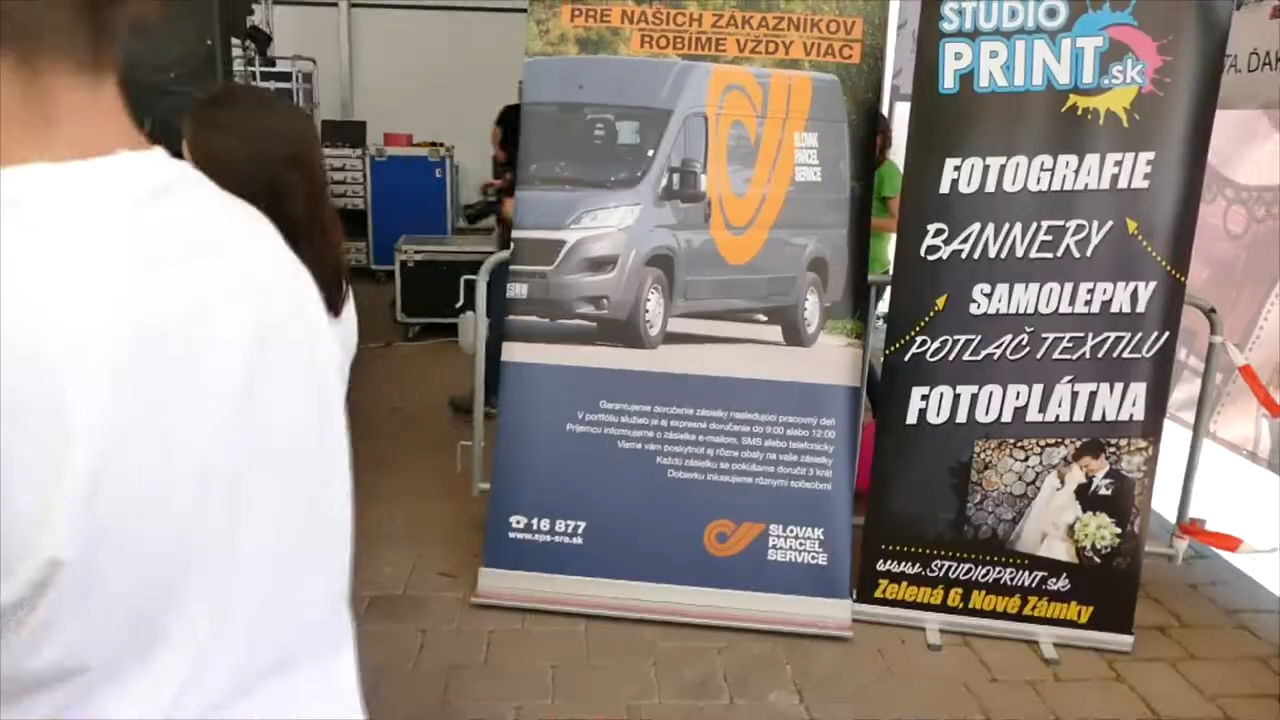 PRE NAŠICH ZÁKAZNÍKOV
ROBÍME VŽDY VIAC
SLOVAK
PARCEL
SERVICE
Garantujeme doručenie zásielky nasledujúci pracovný deň
V portfóliu služieb je aj expresné doručenie do 9:00 alebo 12:00
Príjemcu informujeme o zásielke e-mailom, SMS alebo telefonicky
Vieme vám poskytnúť aj rôzne obaly na vaše zásielky
Každú zásielku sa pokúšame doručiť 3 krát
Dobierku inkasujeme rôznymi spôsobmi
☎16 877
www.sps-sro.sk
SLOVAK
PARCEL
SERVICE
STUDIO
PRINT.sk
FOTOGRAFIE
BANNERY
SAMOLEPKY
POTLAČ TEXTILU
FOTOPLÁTNA
www.STUDIOPRINT.sk
Zelená 6, Nové Zámky